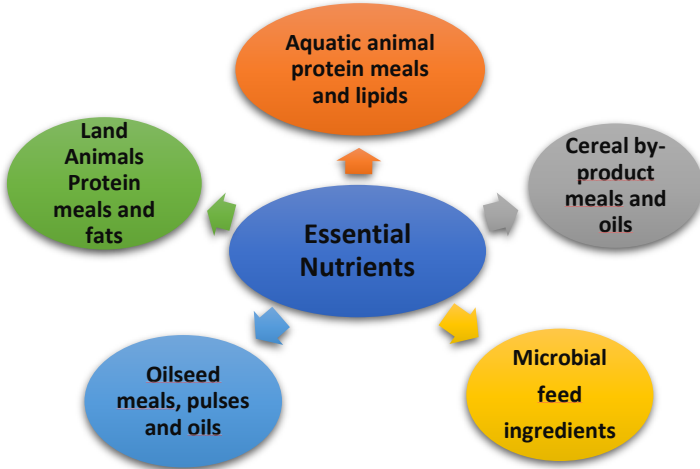 Aquatic animal
protein meals
and lipids
Land
Animals
Protein
meals and
fats
Cereal by-
product
meals and
oils
Essential
Nutrients
Oilseed
meals, pulses
and oils
Microbial
feed
ingredients